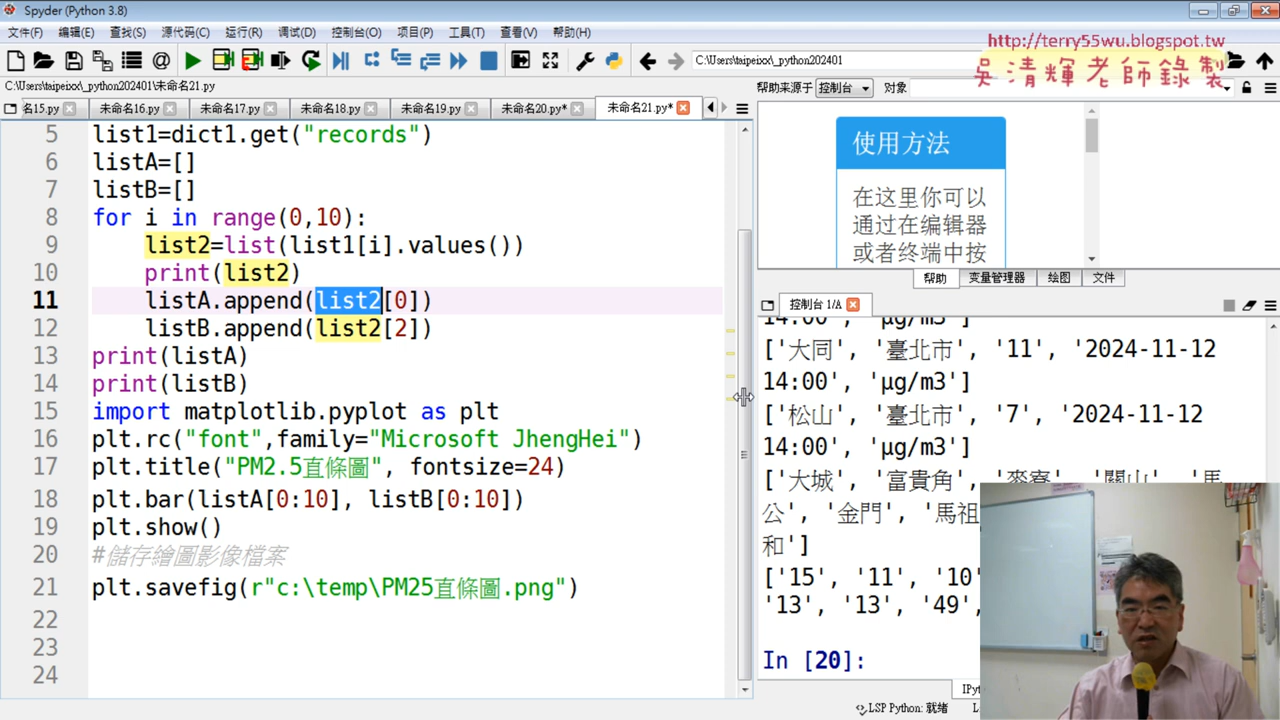 Spyder (Python 3.8)
文件(F) 编辑(E) 查找(S) 源代码(C) 运行(R) 调试(D) 控制台(O) 项目(P) 工具(T) 查看(V) 帮助(H)
http://terry55wu.blogspot.tw
吳清輝老師錄製
C:\Users\taipeixx\_python202401
C:\Users\taipeixx\_python202401\未命名21.py
名15.py 未命名16.py 未命名17.py 未命名18.py 未命名19.py 未命名20.py* 未命名21.py*
5 list1=dict1.get("records")
6 listA=[]
7 listB=[]
8 for i in range(0,10):
9 list2=list(list1[i].values())
10 print(list2)
11 listA.append(list2[0])
12 listB.append(list2[2])
13 print(listA)
14 print(listB)
15 import matplotlib.pyplot as plt
16 plt.rc("font",family="Microsoft JhengHei")
17 plt.title("PM2.5直條圖", fontsize=24)
18 plt.bar(listA[0:10], listB[0:10])
19 plt.show()
20 #儲存繪圖影像檔案
21 plt.savefig(r"c:\temp\PM25直條圖.png")
22
23
24
帮助来源于 控制台 对象
使用方法
在这里你可以
通过在编辑器
或者终端中按
帮助 变量管理器 绘图 文件
控制台 1/A
14:00', 'μg/m3']
['大同', '臺北市', '11', '2024-11-12
14:00', 'μg/m3']
['松山', '臺北市', '7', '2024-11-12
14:00', 'μg/m3']
['大城', '富貴角', '麥寮', '關山', '馬
公', '金門', '馬祖
和']
['15', '11', '10'
'13', '13', '49',
In [20]:
IPy
LSP Python: 就绪